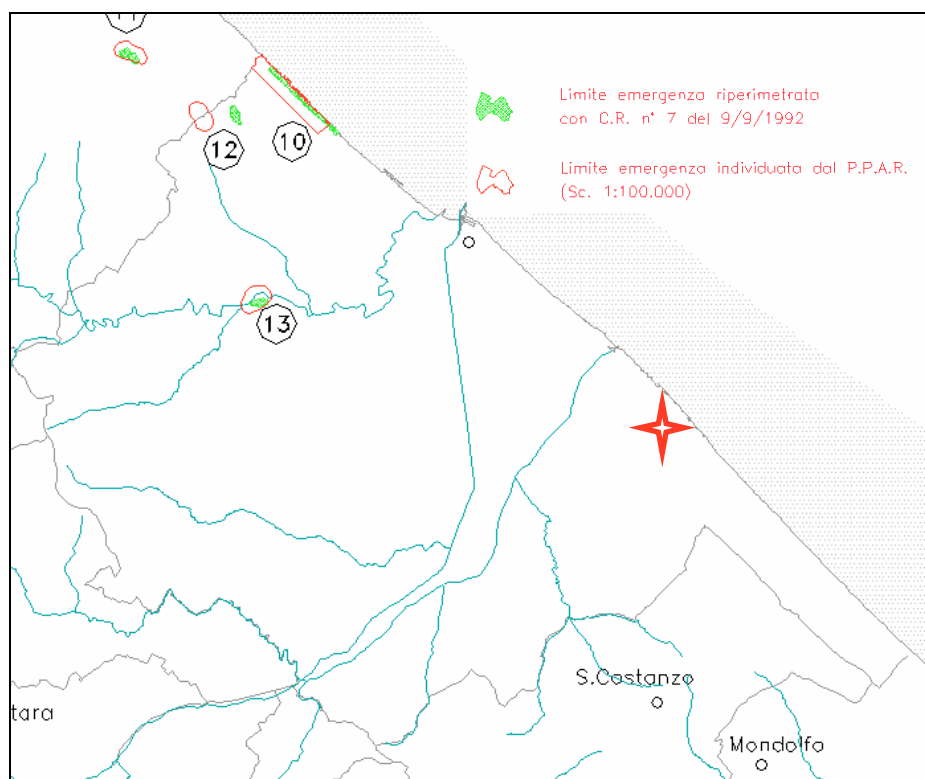 11
Limite emergenza riperimetrata
con C.R. n° 7 del 9/9/1992
12
10
Limite emergenza individuata dal P.P.A.R.
(Sc. 1:100.000)
13
S.Costanzo
tara
Mondolfo